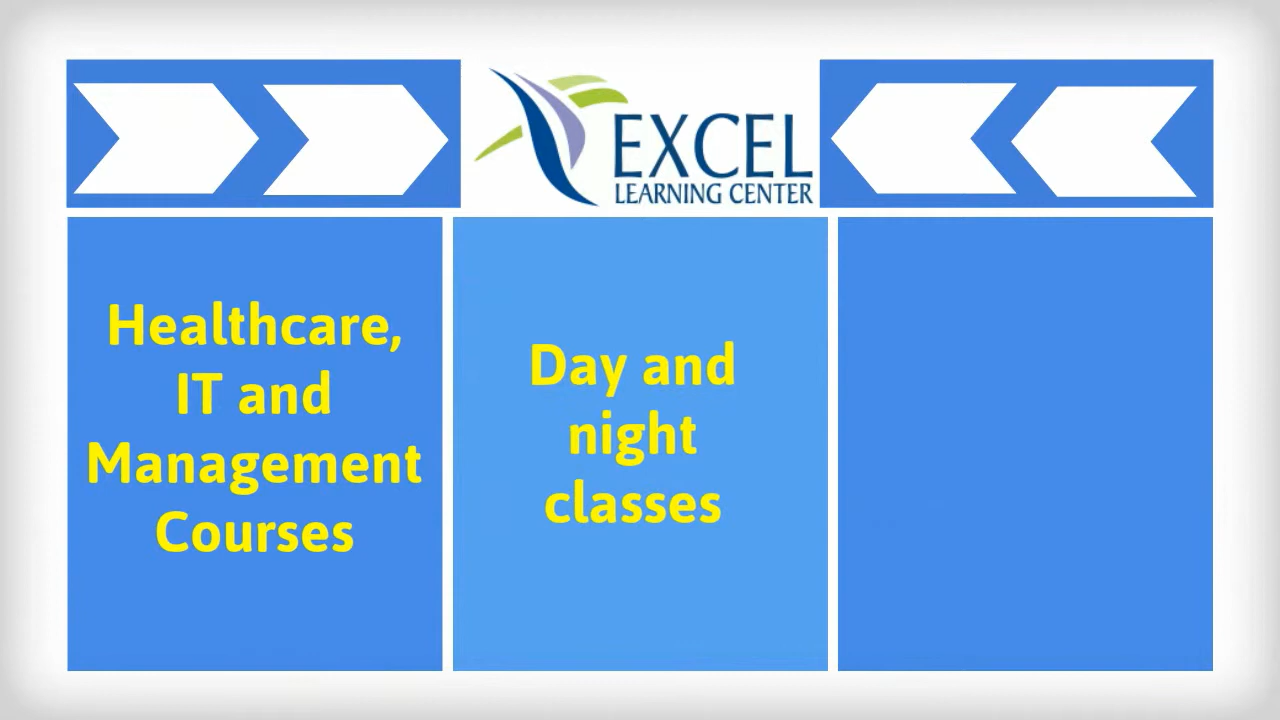 EXCEL
LEARNING CENTER
Healthcare,
IT and
Management
Courses
Day and
night
classes